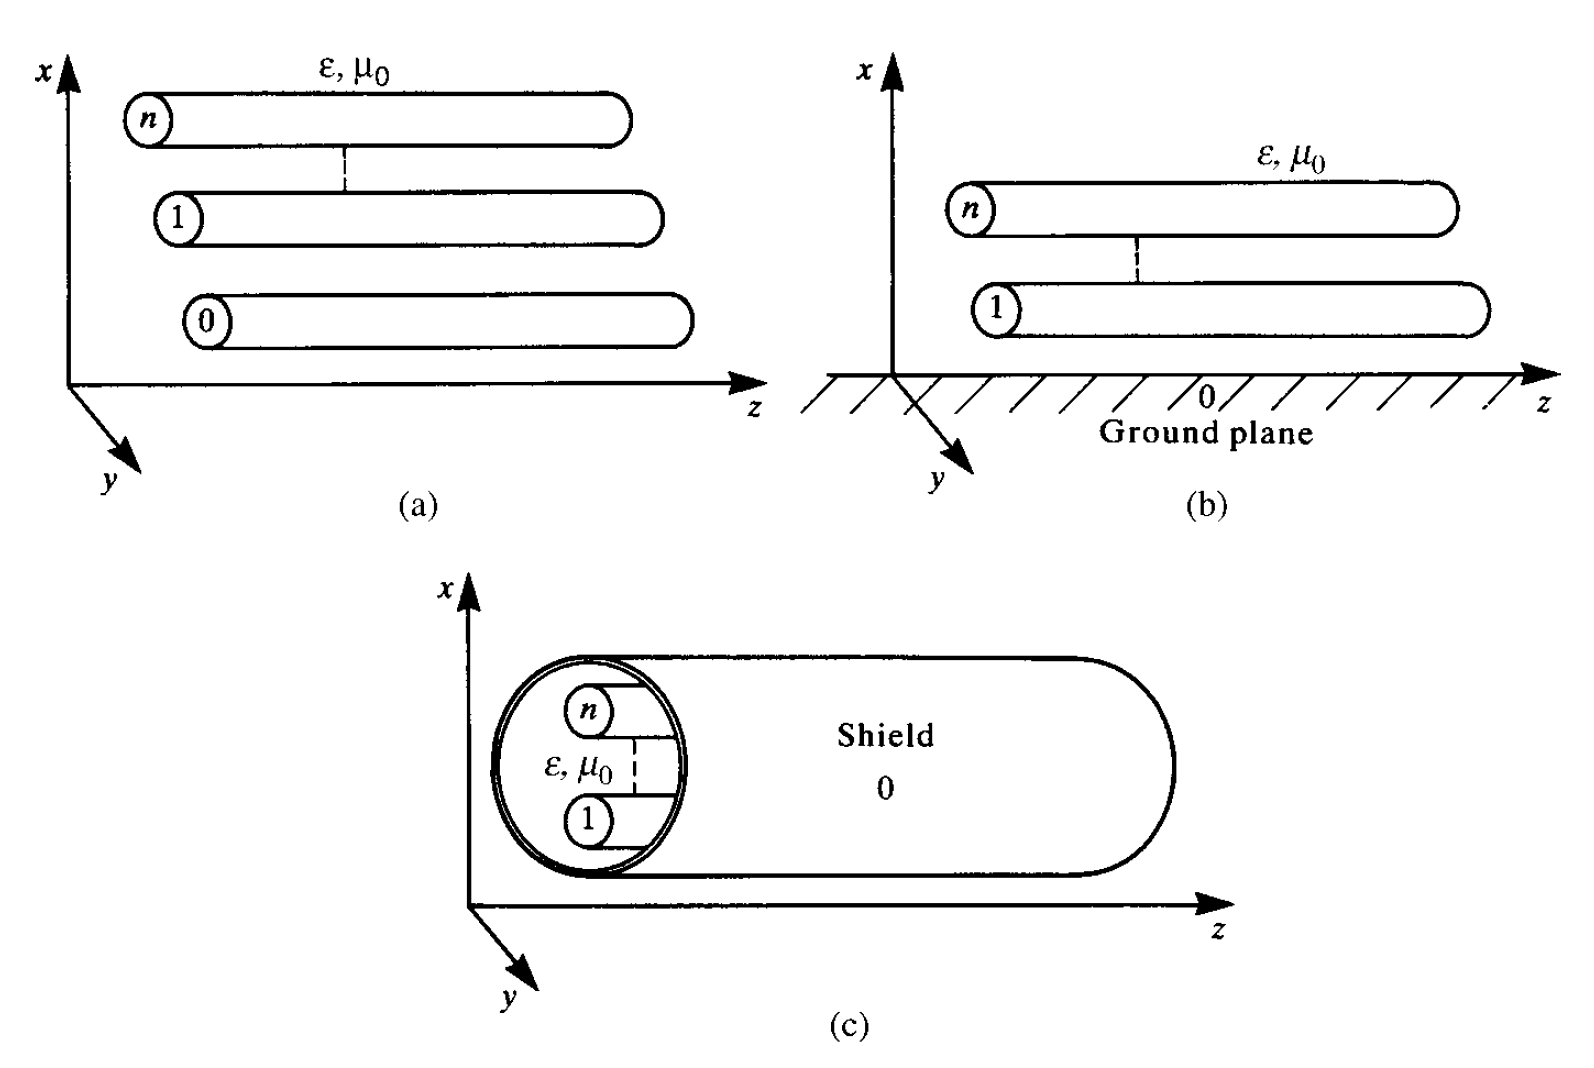 x
ε, μ0
n
1
0
z
y
(a)
x
ε, μ0
n
1
0
z
Ground plane
y
(b)
x
n
Shield
ε, μ0
0
1
z
y
(c)